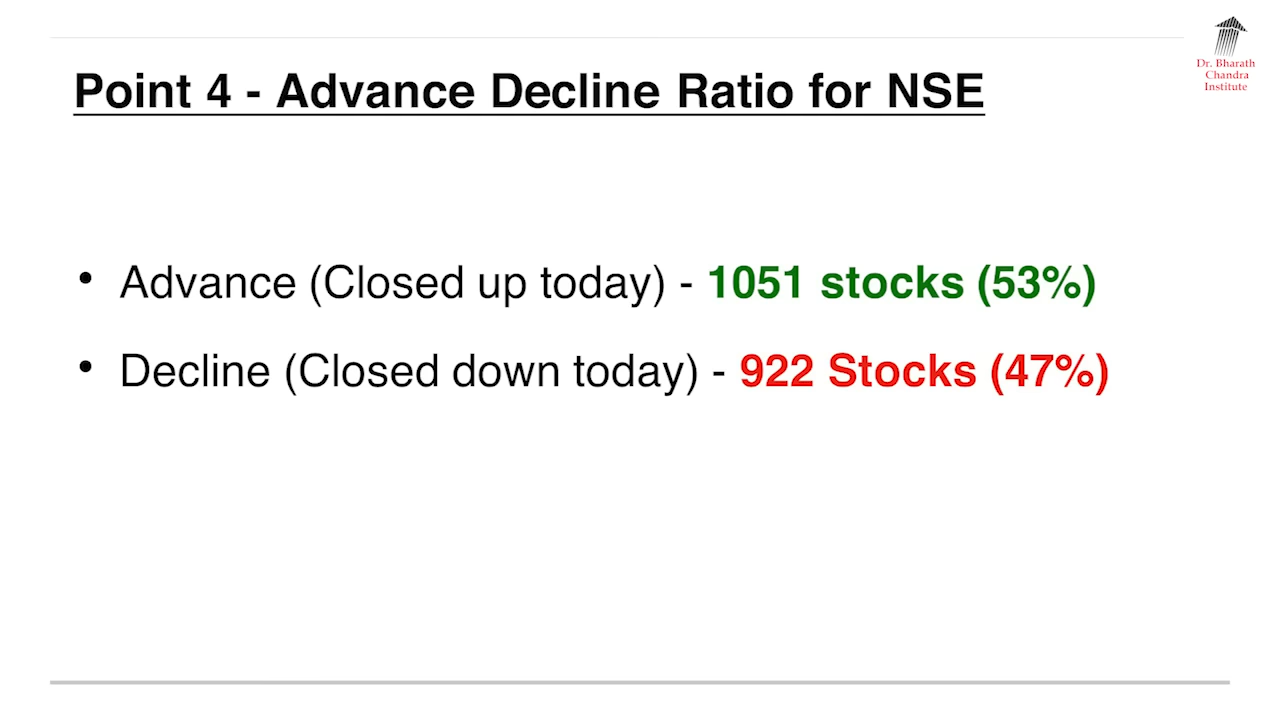 Dr. Bharath
Chandra
Institute
Point 4 - Advance Decline Ratio for NSE
• Advance (Closed up today) - 1051 stocks (53%)
• Decline (Closed down today) - 922 Stocks (47%)